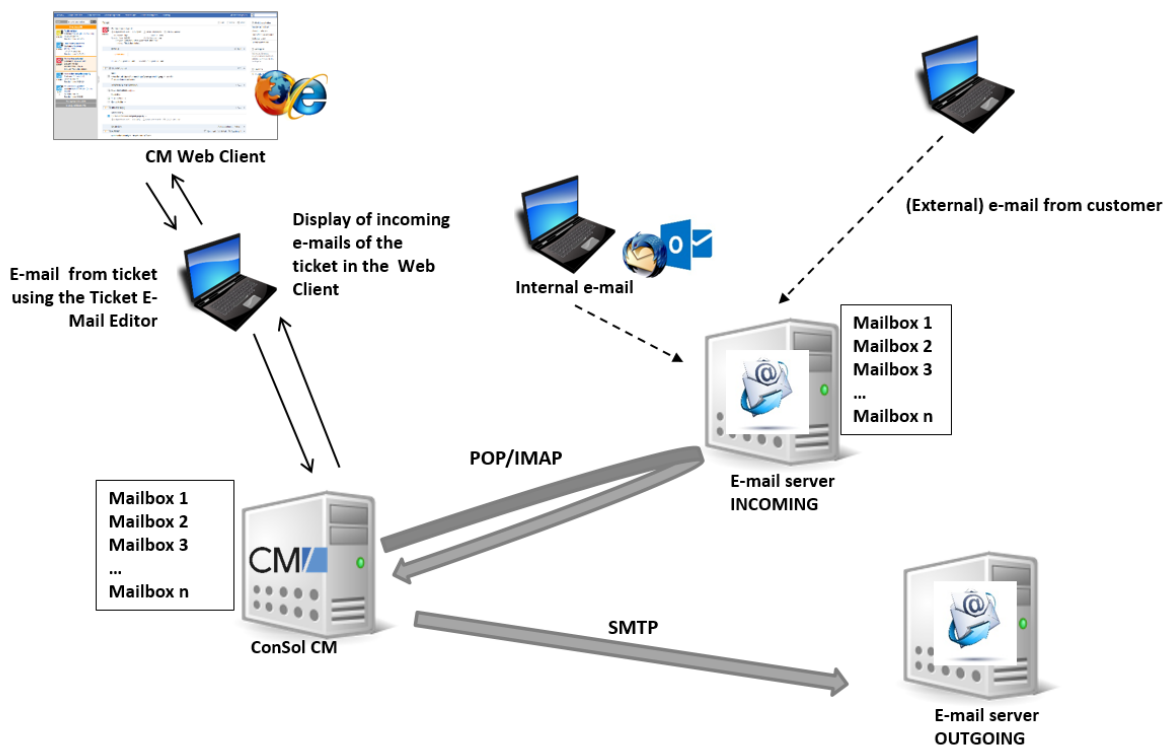 CM Web Client
Display of incoming
e-mails of the
ticket in the Web
Client
E-mail from ticket
using the Ticket E-
Mail Editor
Internal e-mail
(External) e-mail from customer
Mailbox 1
Mailbox 2
Mailbox 3
...
Mailbox n
E-mail server
INCOMING
POP/IMAP
Mailbox 1
Mailbox 2
Mailbox 3
...
Mailbox n
CM/
ConSol CM
SMTP
E-mail server
OUTGOING